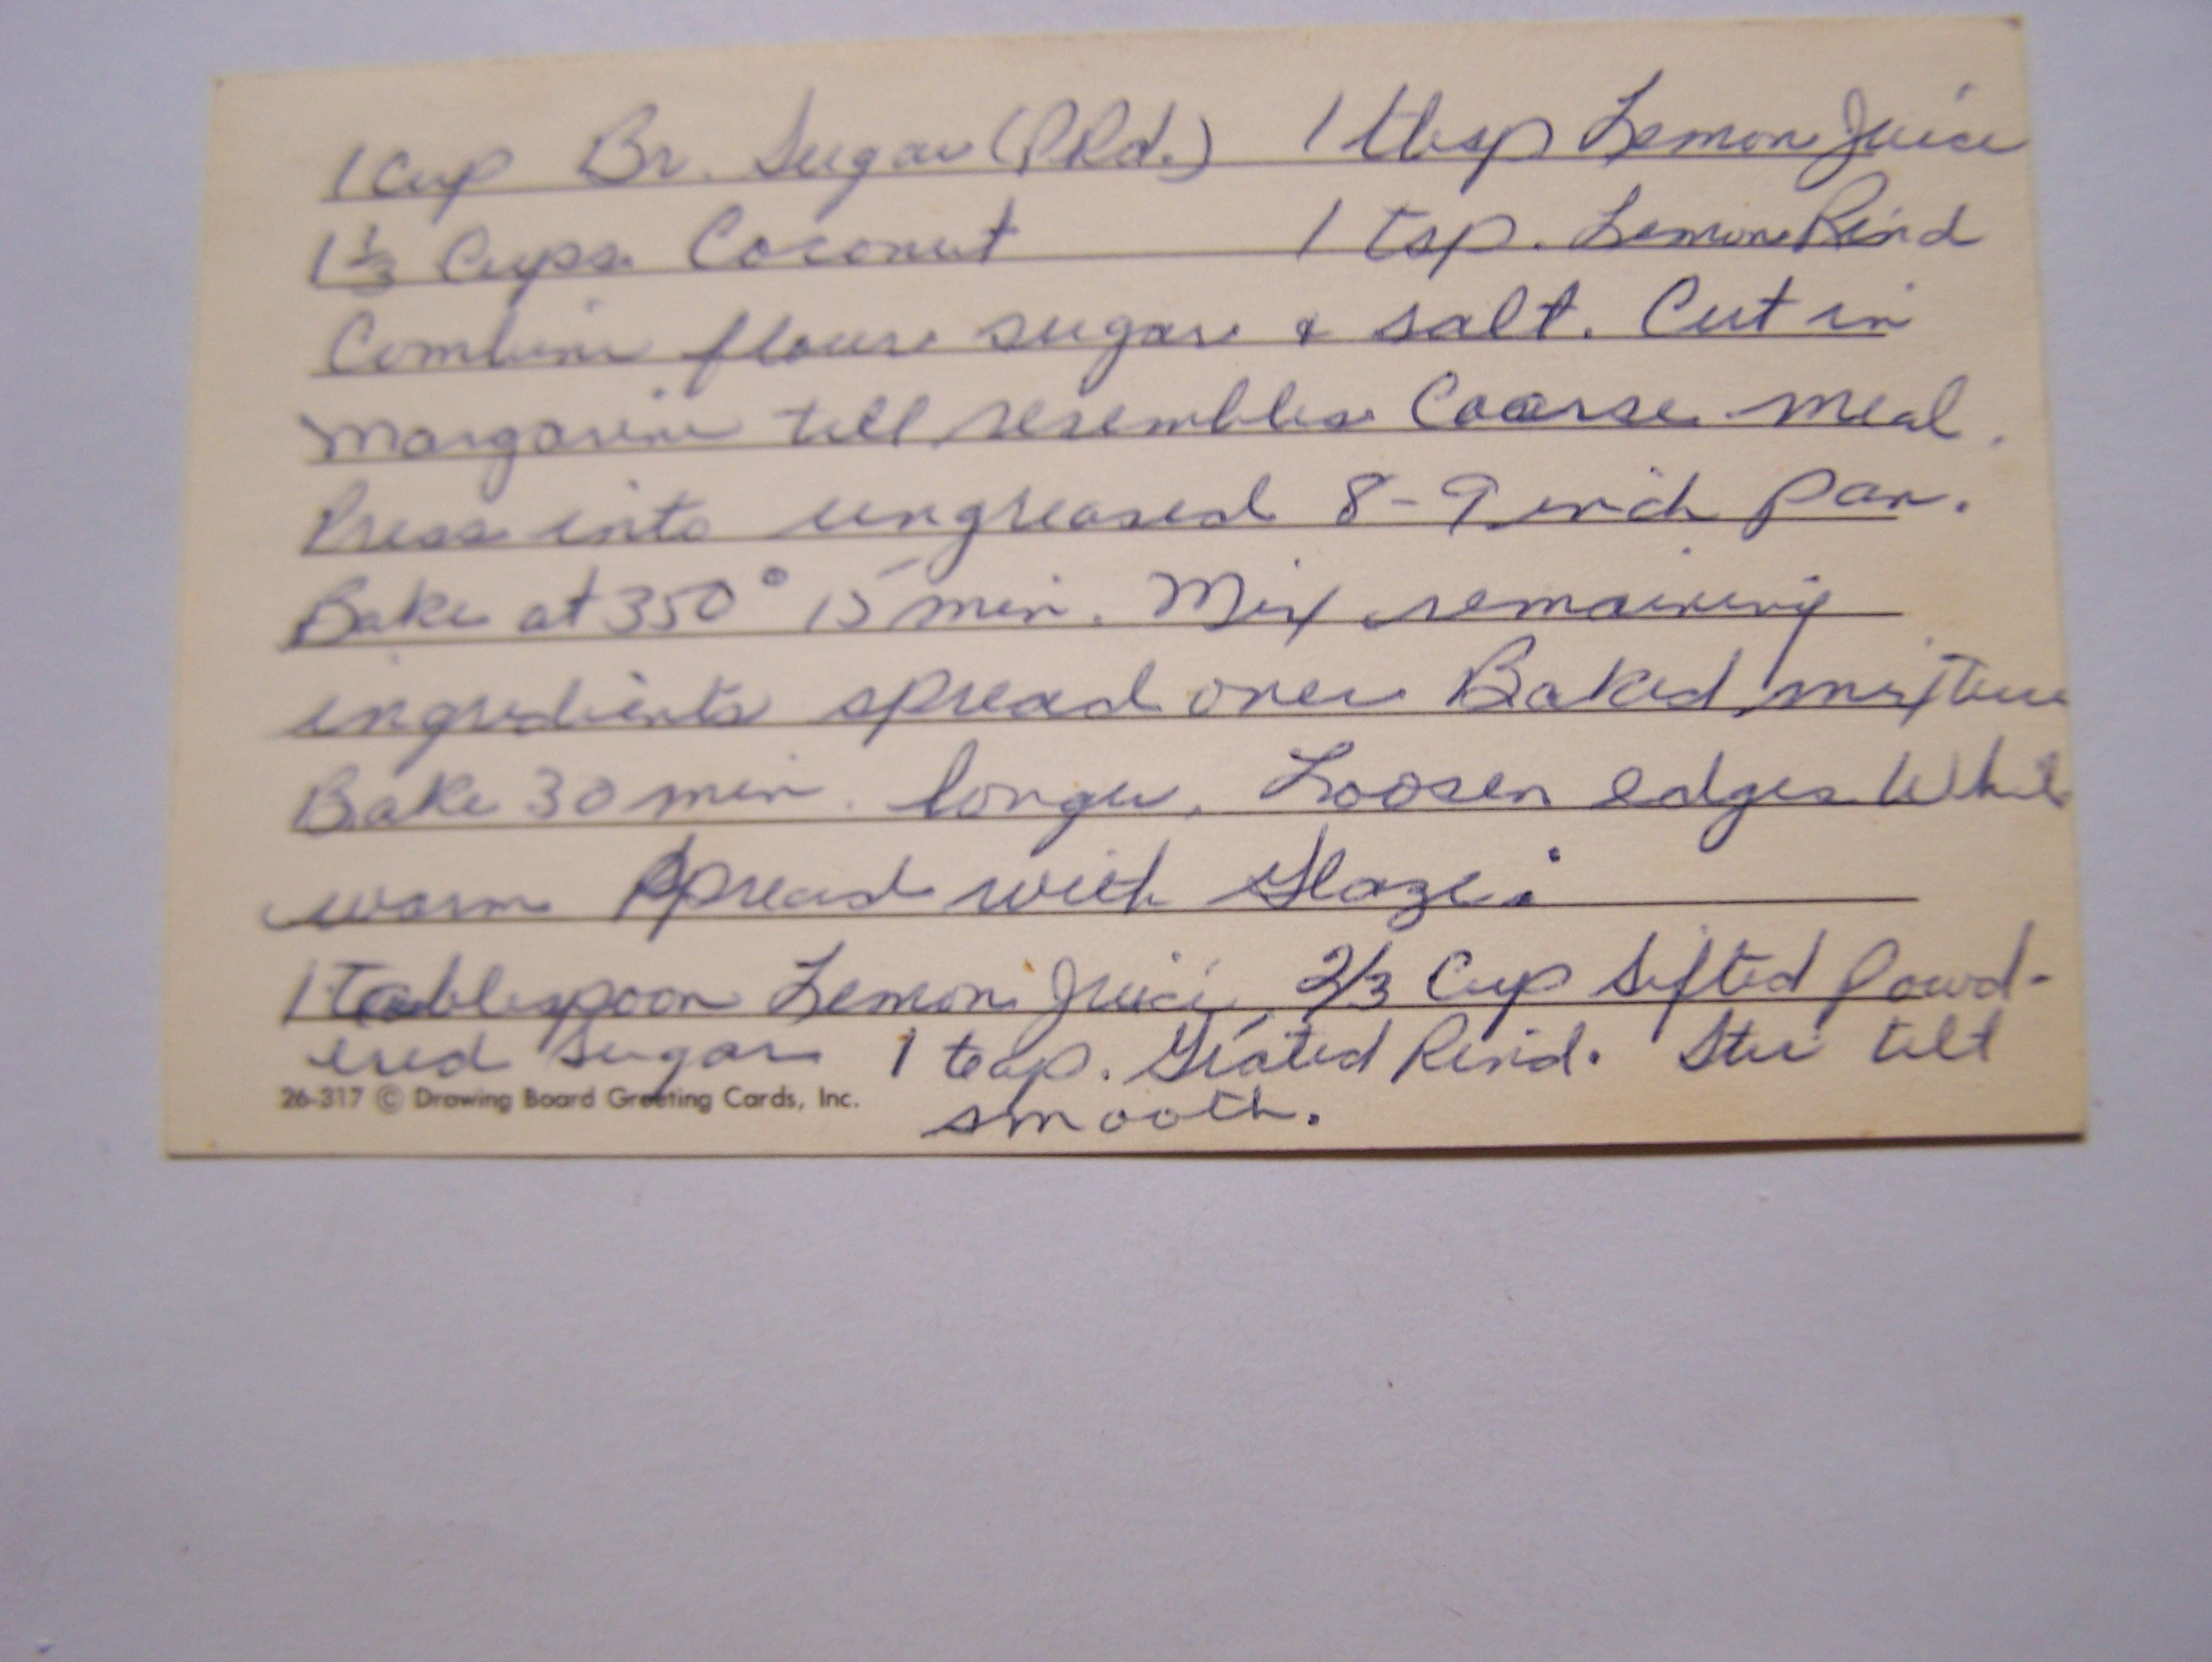 1 Cup Br. Sugar (Pkd.) 1 tbsp Lemon Juice
1 1/3 Cups Coconut 1 tsp. Lemon Rind
Combine flour sugar & salt. Cut in
Margarine till resembles Coarse meal.
Press into ungreased 8-9 inch pan.
Bake at 350° 15 min. Mix remaining
ingredients spread over Baked mixture
Bake 30 min. longer. Loosen edges While
warm Spread with Glaze:
1 Tablespoon Lemon Juice, 2/3 Cup Sifted Powd-
ered Sugar 1 teap. Grated Rind. Stir till
smooth.
26-317 © Drawing Board Greeting Cards, Inc.